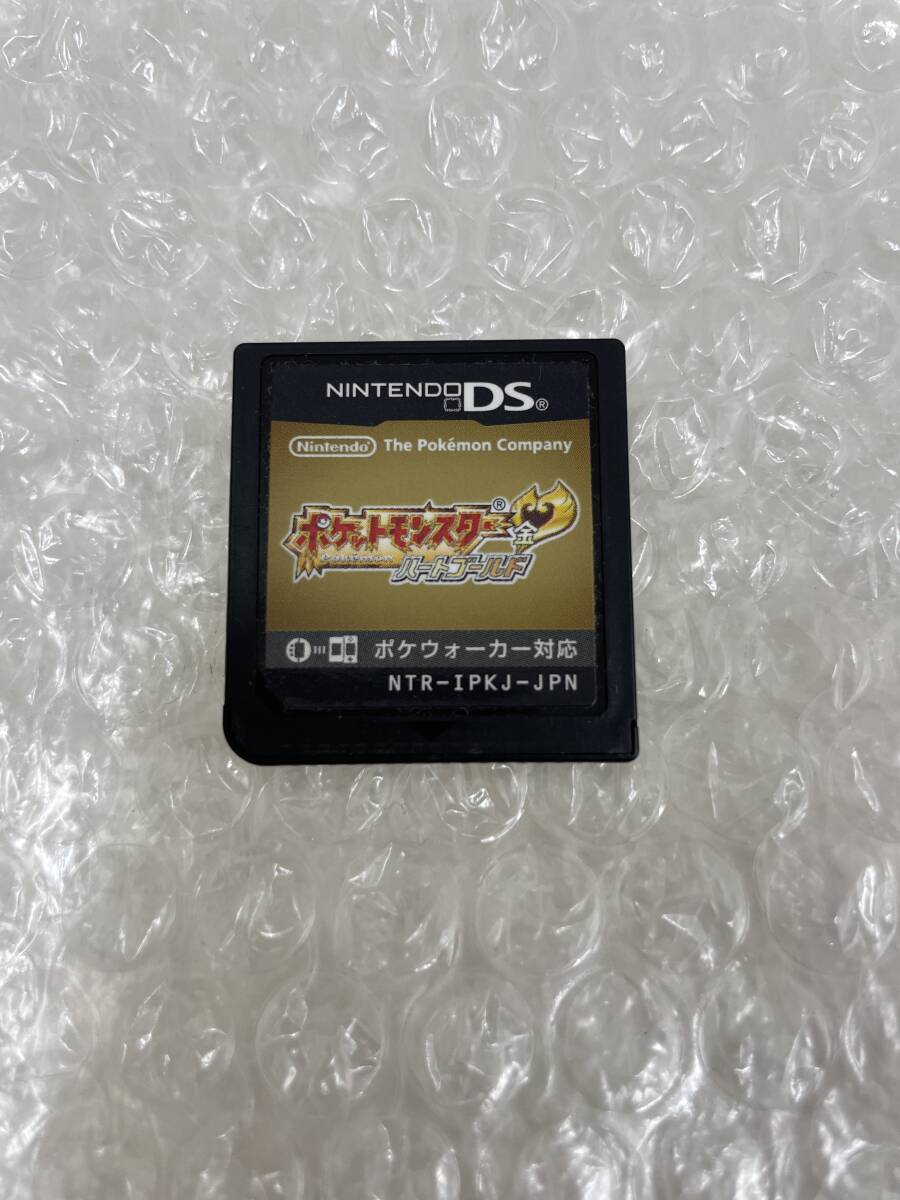 NINTENDO DS®
Nintendo® The Pokémon Company
ポケットモンスター®
金
ハートゴールド
ポケウォーカー対応
NTR-IPKJ-JPN